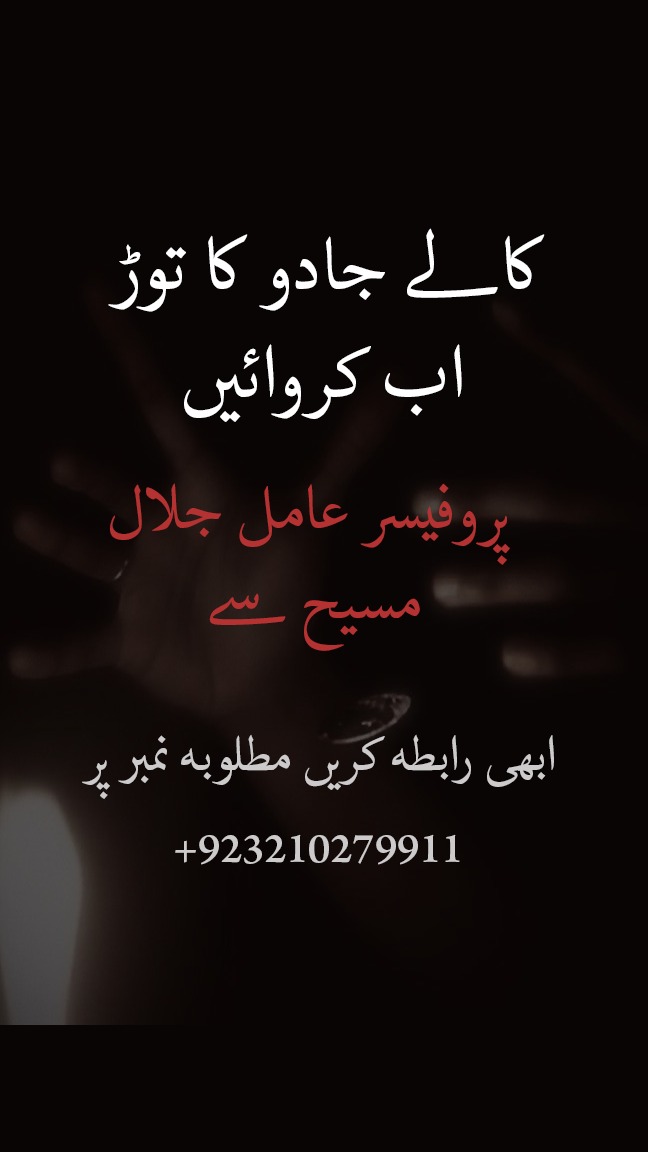 کالے جادو کا توڑ
اب کروائیں
پروفیسر عامل جلال
مسیح سے
ابھی رابطہ کریں مطلوبہ نمبر پر
+923210279911